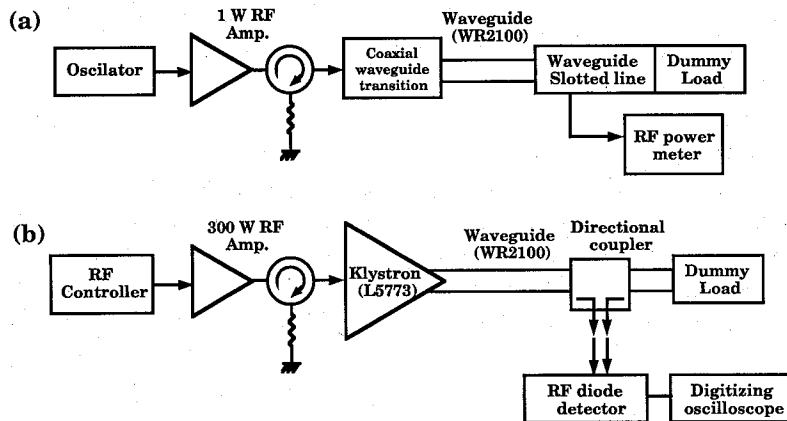 (a)
1 W RF
Amp.
Oscilator
Coaxial
waveguide
transition
Waveguide
(WR2100)
Waveguide
Slotted line
Dummy
Load
RF power
meter
(b)
300 W RF
Amp.
RF
Controller
Klystron
(L5773)
Waveguide
(WR2100)
Directional
coupler
Dummy
Load
RF diode
detector
Digitizing
oscilloscope